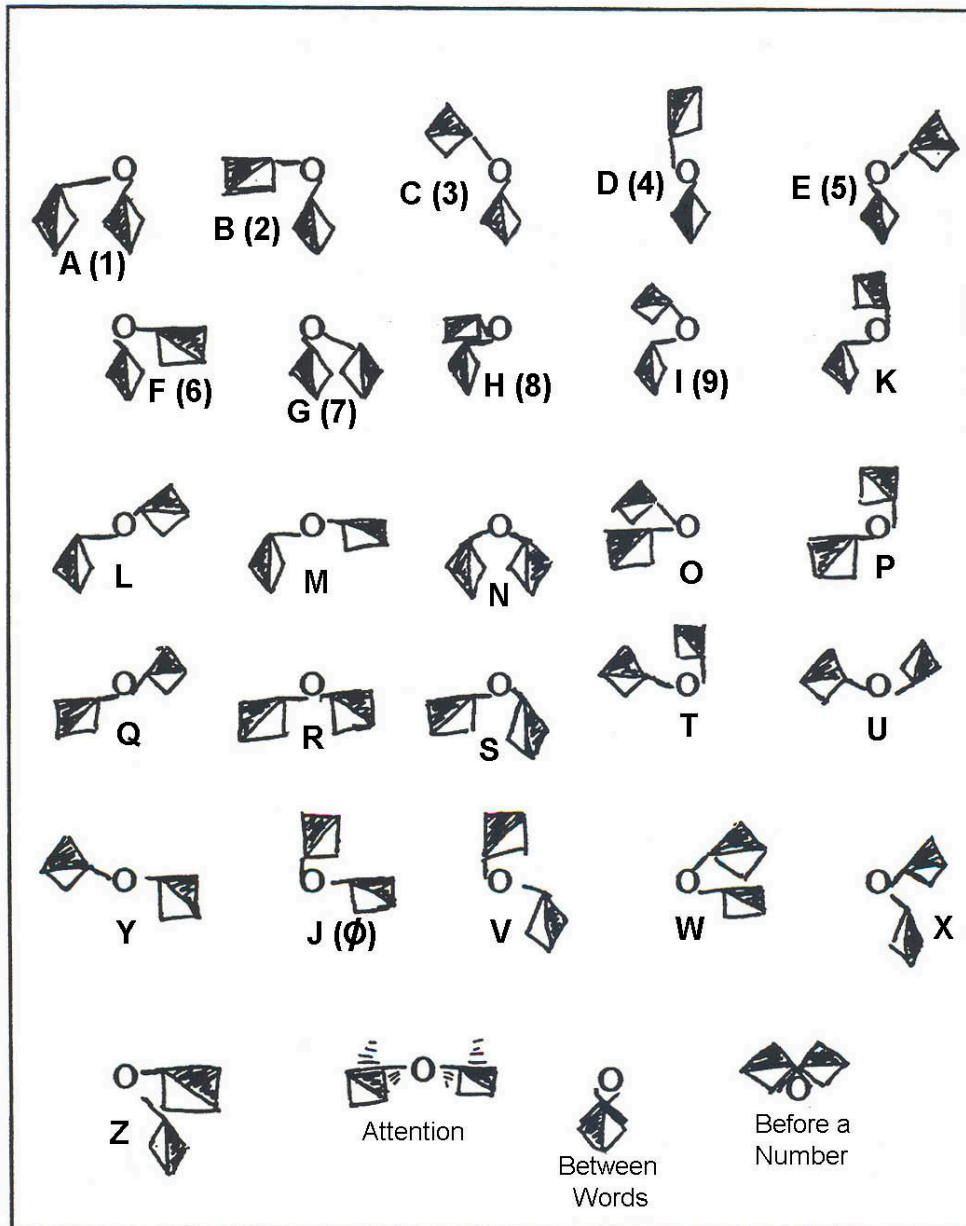 A (1) B (2) C (3) D (4) E (5)
F (6) G (7) H (8) I (9) K
L M N O P
Q R S T U
Y J (ϕ) V W X
Z Attention Between Words Before a Number